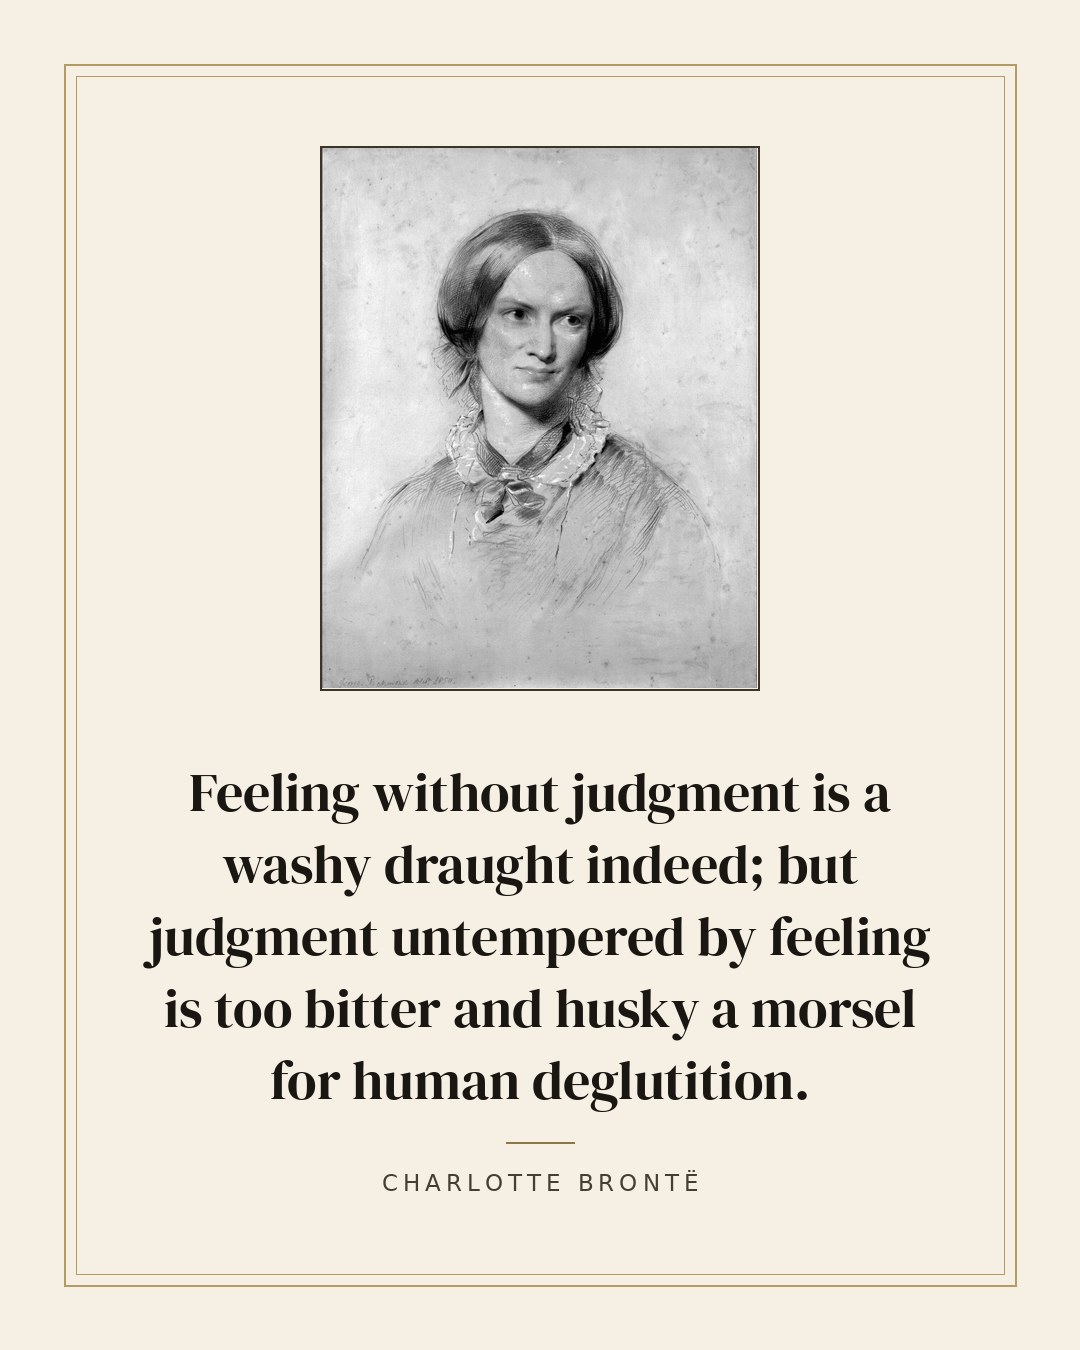 Feeling without judgment is a
washy draught indeed; but
judgment untempered by feeling
is too bitter and husky a morsel
for human deglutition.
CHARLOTTE BRONTË